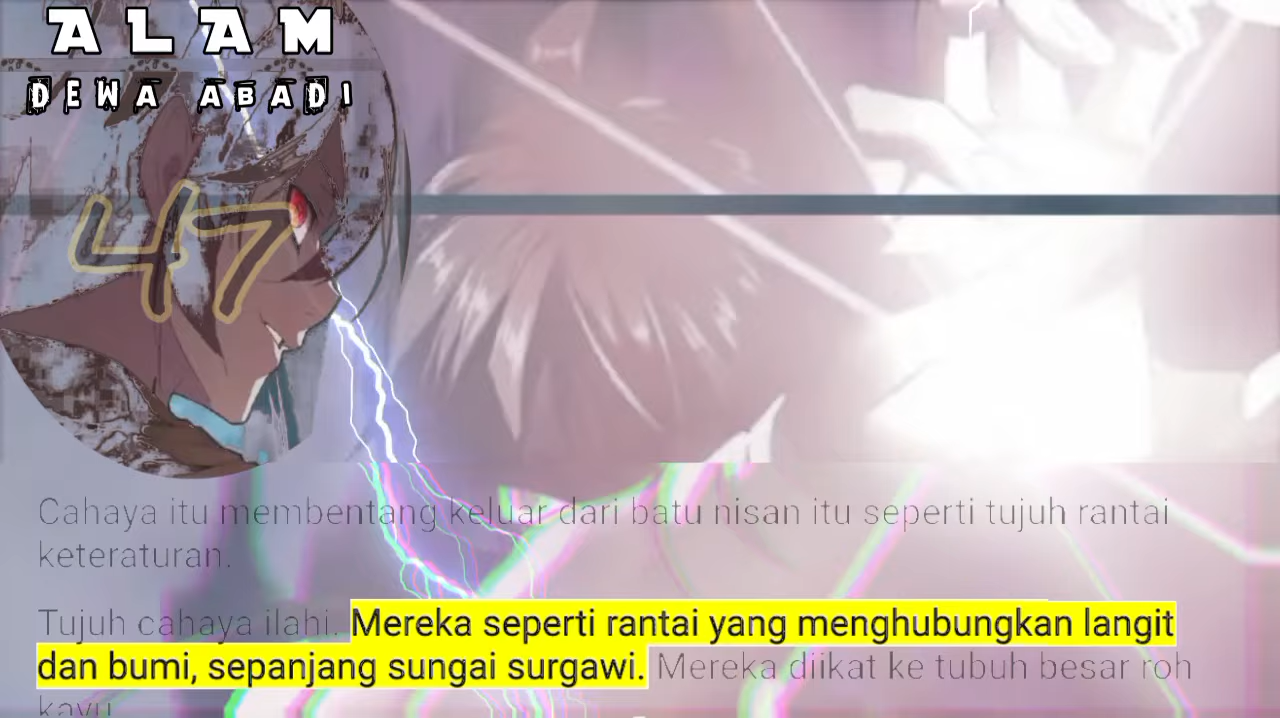 ALAM
DEWA ABADI
47
Cahaya itu membentang keluar dari batu nisan itu seperti tujuh rantai
keteraturan.
Tujuh cahaya ilahi. Mereka seperti rantai yang menghubungkan langit
dan bumi, sepanjang sungai surgawi. Mereka diikat ke tubuh besar roh
kayu